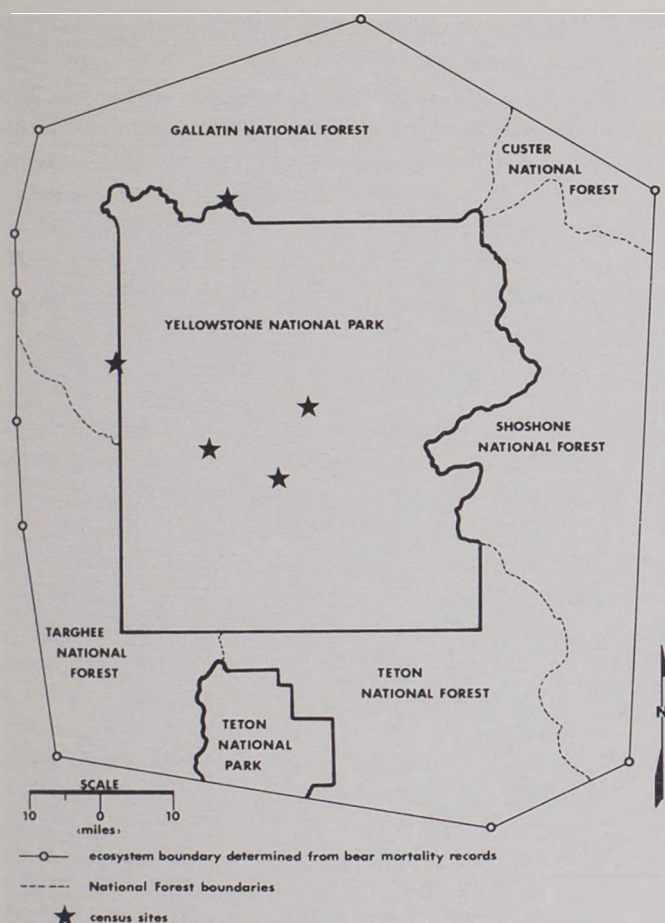 GALLATIN NATIONAL FOREST
CUSTER
NATIONAL
FOREST
YELLOWSTONE NATIONAL PARK
SHOSHONE
NATIONAL FOREST
TARGHEE
NATIONAL
FOREST
TETON
NATIONAL FOREST
TETON
NATIONAL
PARK
N
SCALE
10 0 10
(miles)
ecosystem boundary determined from bear mortality records
National Forest boundaries
census sites